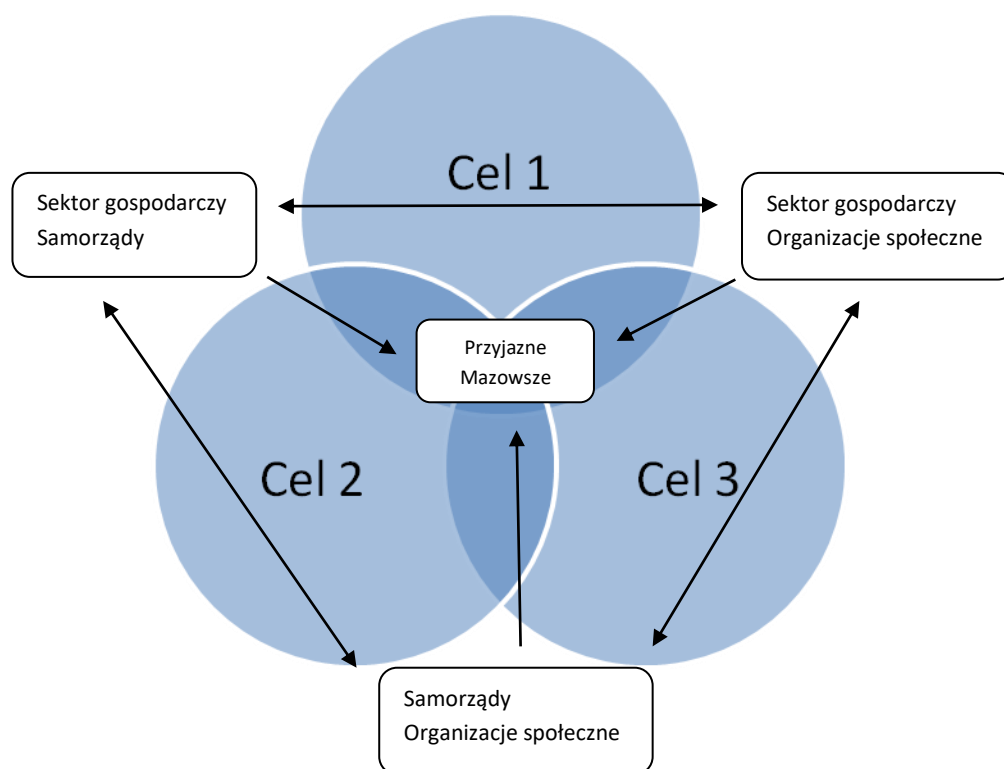 Cel 1
Sektor gospodarczy
Samorządy
Sektor gospodarczy
Organizacje społeczne
Przyjazne
Mazowsze
Cel 2
Cel 3
Samorządy
Organizacje społeczne